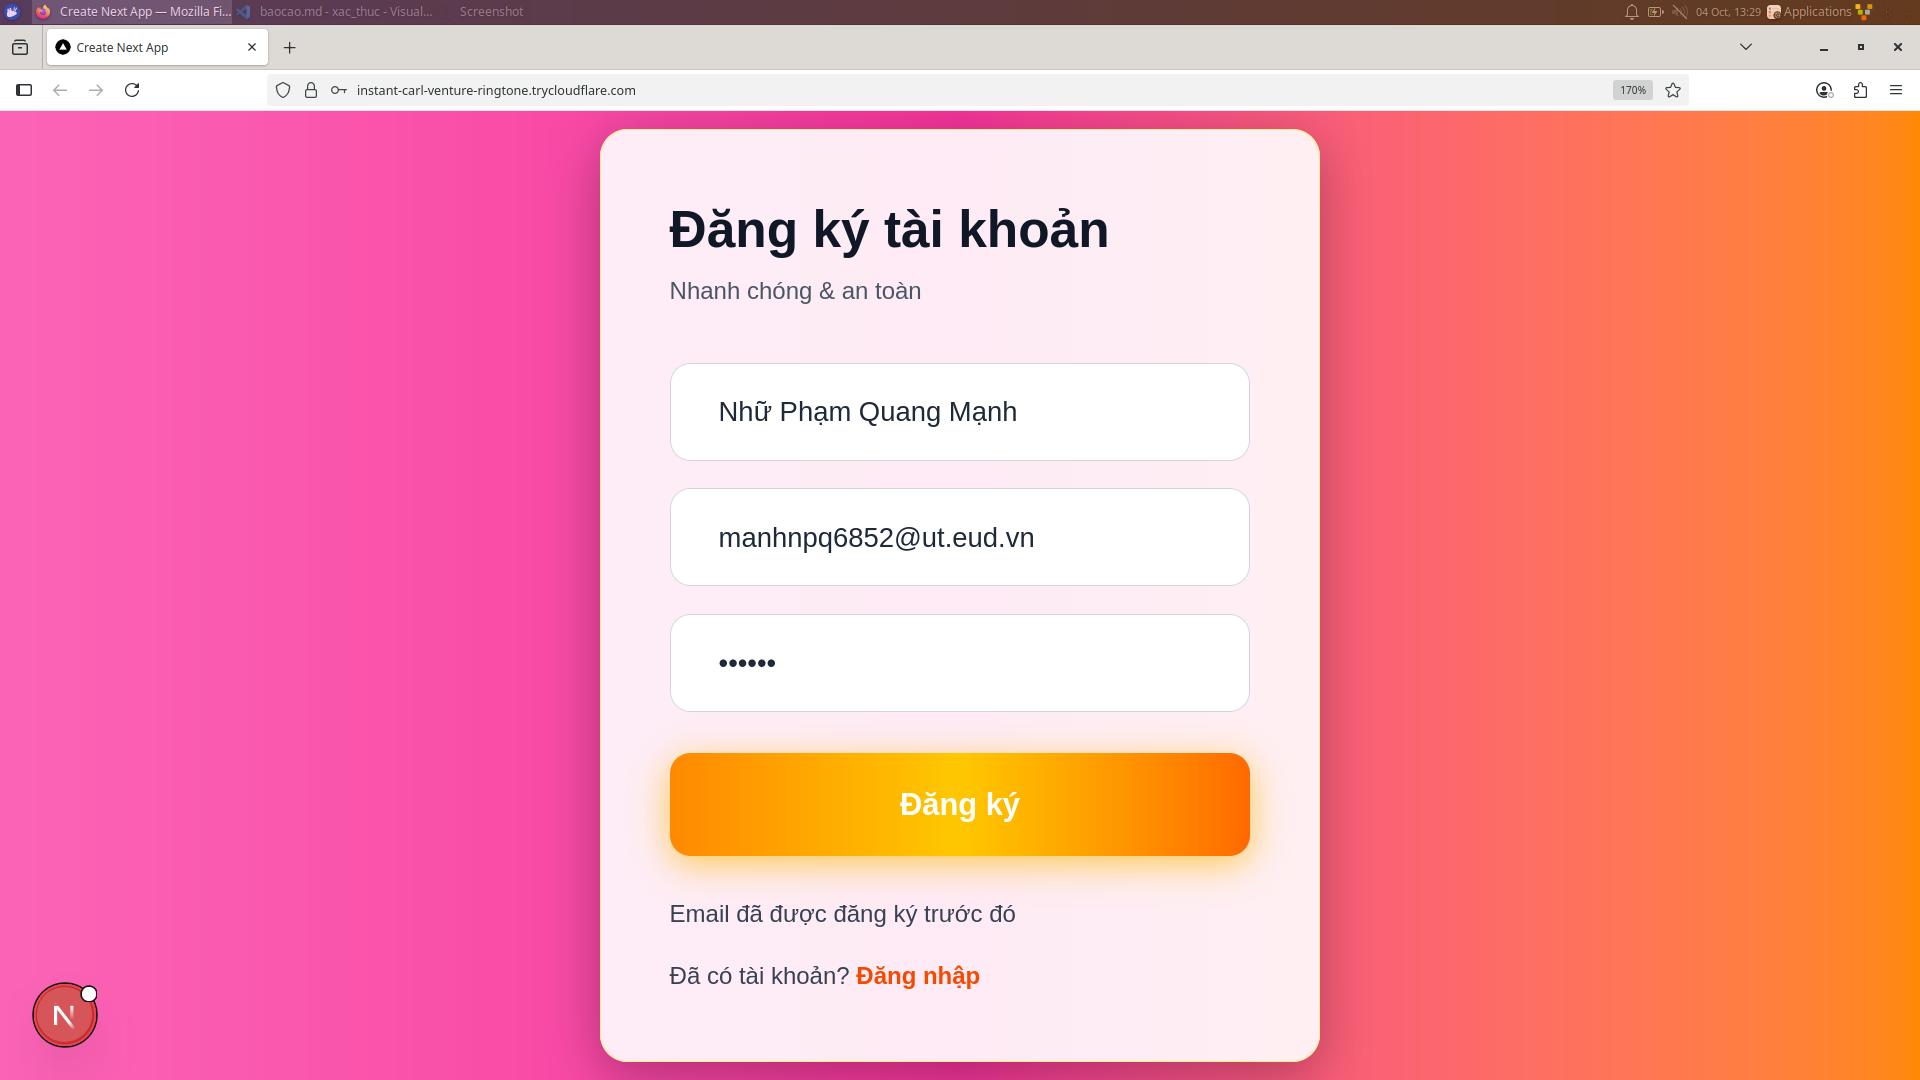 Create Next App — Mozilla Fi...
baocao.md - xac_thuc - Visual...
Screenshot
04 Oct, 13:29
Applications
Create Next App
instant-carl-venture-ringtone.trycloudflare.com
170%
Đăng ký tài khoản
Nhanh chóng & an toàn
Nhữ Phạm Quang Mạnh
manhnpq6852@ut.eud.vn
••••••
Đăng ký
Email đã được đăng ký trước đó
Đã có tài khoản? Đăng nhập
N